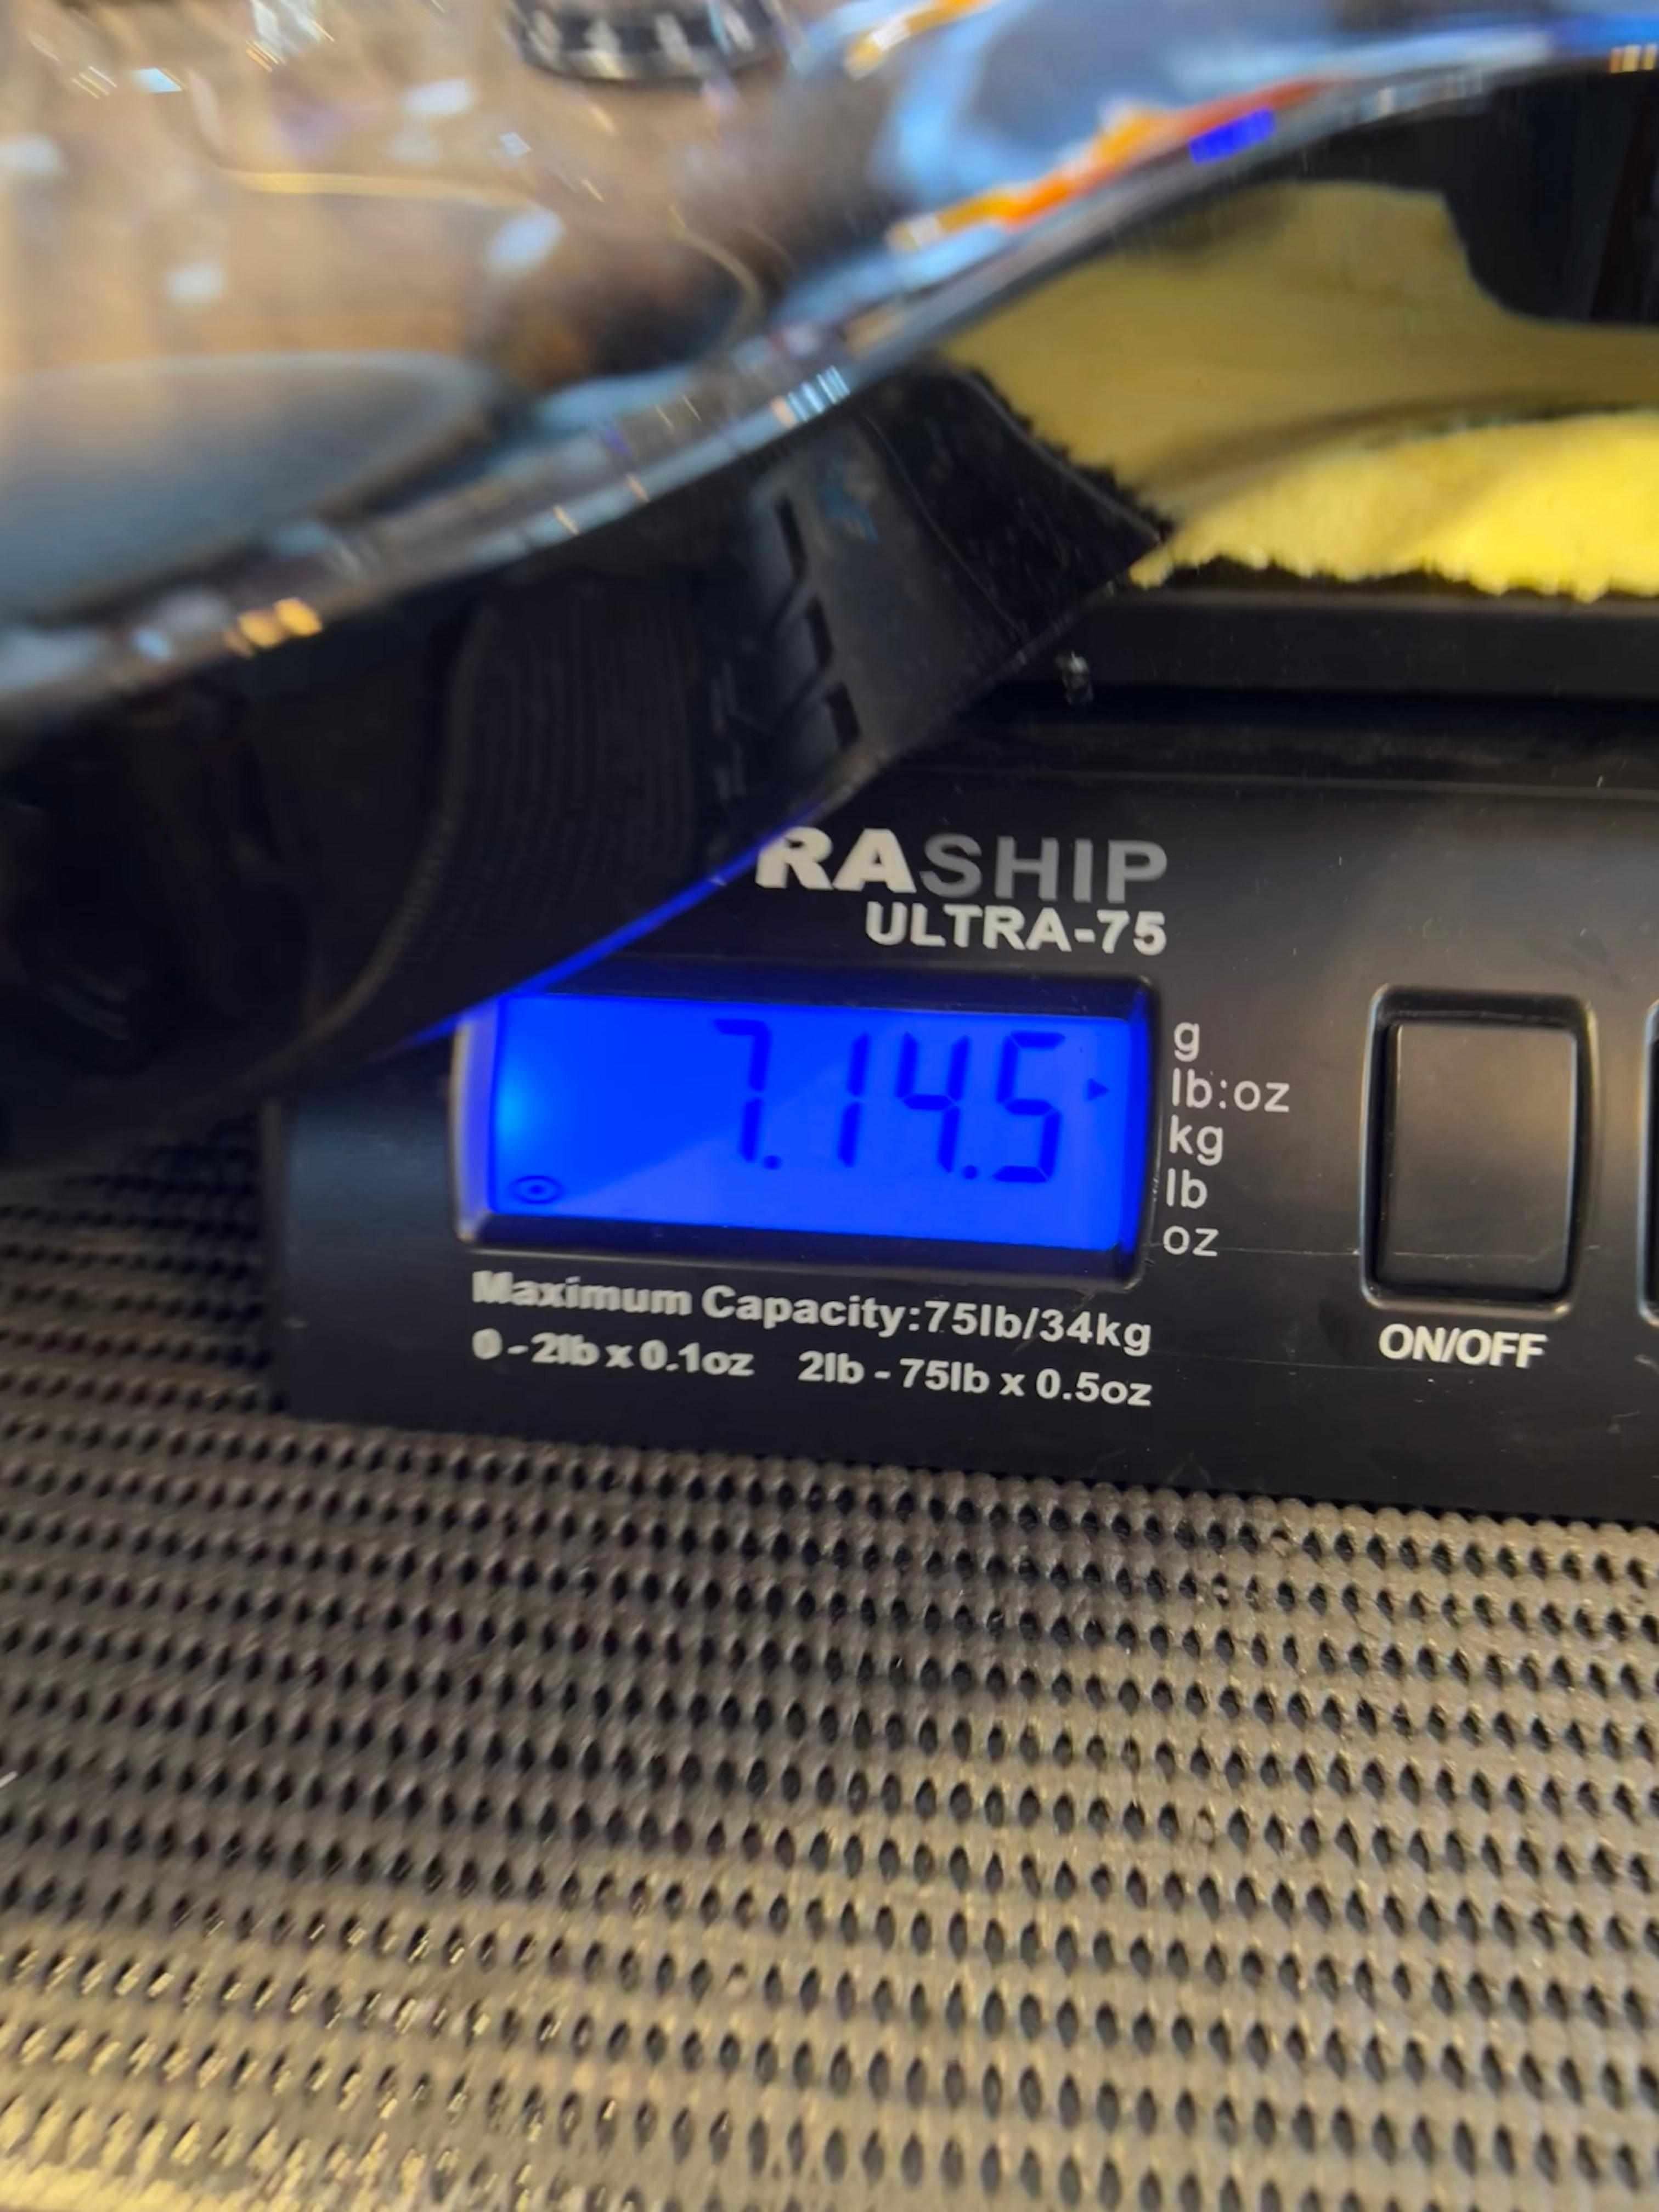 RASHIP
ULTRA-75
7.14.5
g
lb:oz
kg
lb
oz
Maximum Capacity:75lb/34kg
0-2lb x 0.1oz 2lb - 75lb x 0.5oz
ON/OFF